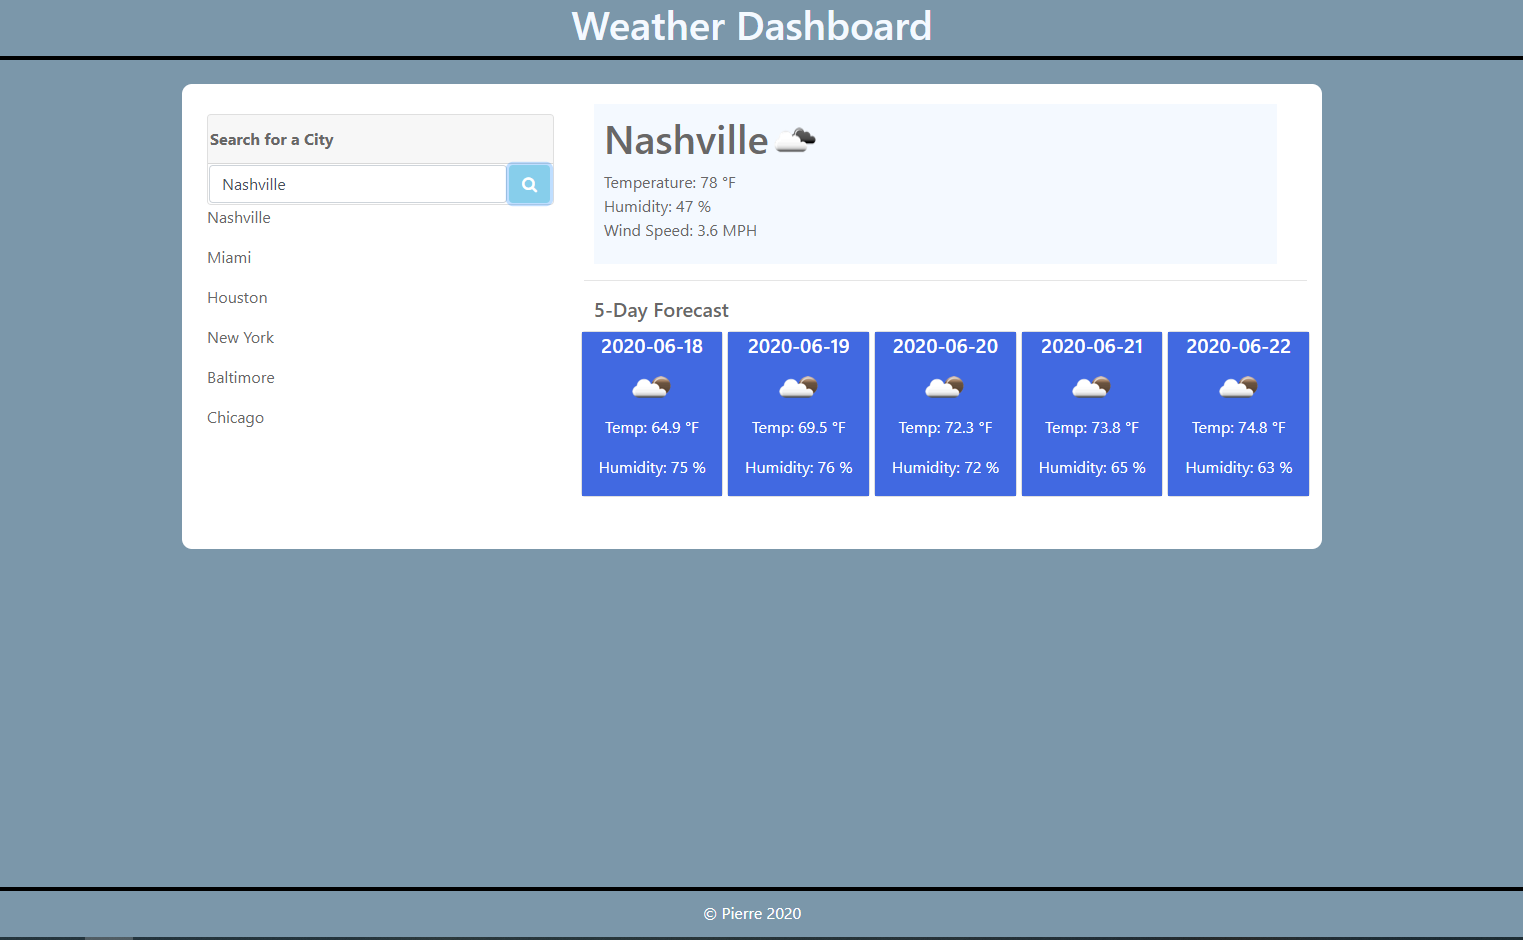 Weather Dashboard
Search for a City
Nashville
Nashville
Miami
Houston
New York
Baltimore
Chicago
Nashville
Temperature: 78 °F
Humidity: 47 %
Wind Speed: 3.6 MPH
5-Day Forecast
2020-06-18
Temp: 64.9 °F
Humidity: 75 %
2020-06-19
Temp: 69.5 °F
Humidity: 76 %
2020-06-20
Temp: 72.3 °F
Humidity: 72 %
2020-06-21
Temp: 73.8 °F
Humidity: 65 %
2020-06-22
Temp: 74.8 °F
Humidity: 63 %
© Pierre 2020